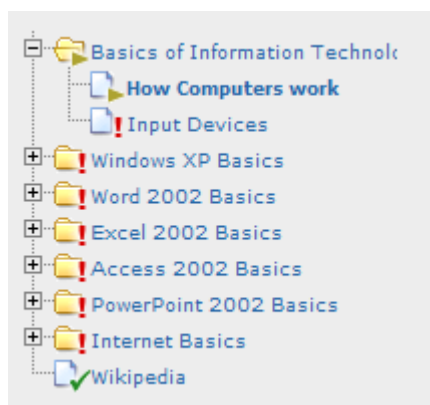 Basics of Information Technolo
How Computers work
Input Devices
Windows XP Basics
Word 2002 Basics
Excel 2002 Basics
Access 2002 Basics
PowerPoint 2002 Basics
Internet Basics
Wikipedia